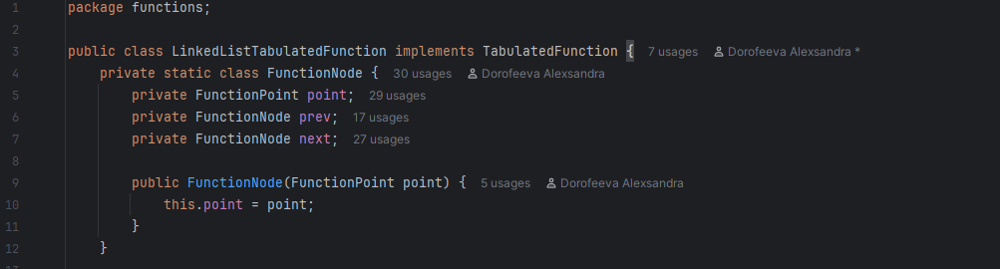 1 package functions;
2
3 public class LinkedListTabulatedFunction implements TabulatedFunction { 7 usages Dorofeeva Alexsandra *
4 private static class FunctionNode { 30 usages Dorofeeva Alexsandra
5 private FunctionPoint point; 29 usages
6 private FunctionNode prev; 17 usages
7 private FunctionNode next; 27 usages
8
9 public FunctionNode(FunctionPoint point) { 5 usages Dorofeeva Alexsandra
10 this.point = point;
11 }
12 }